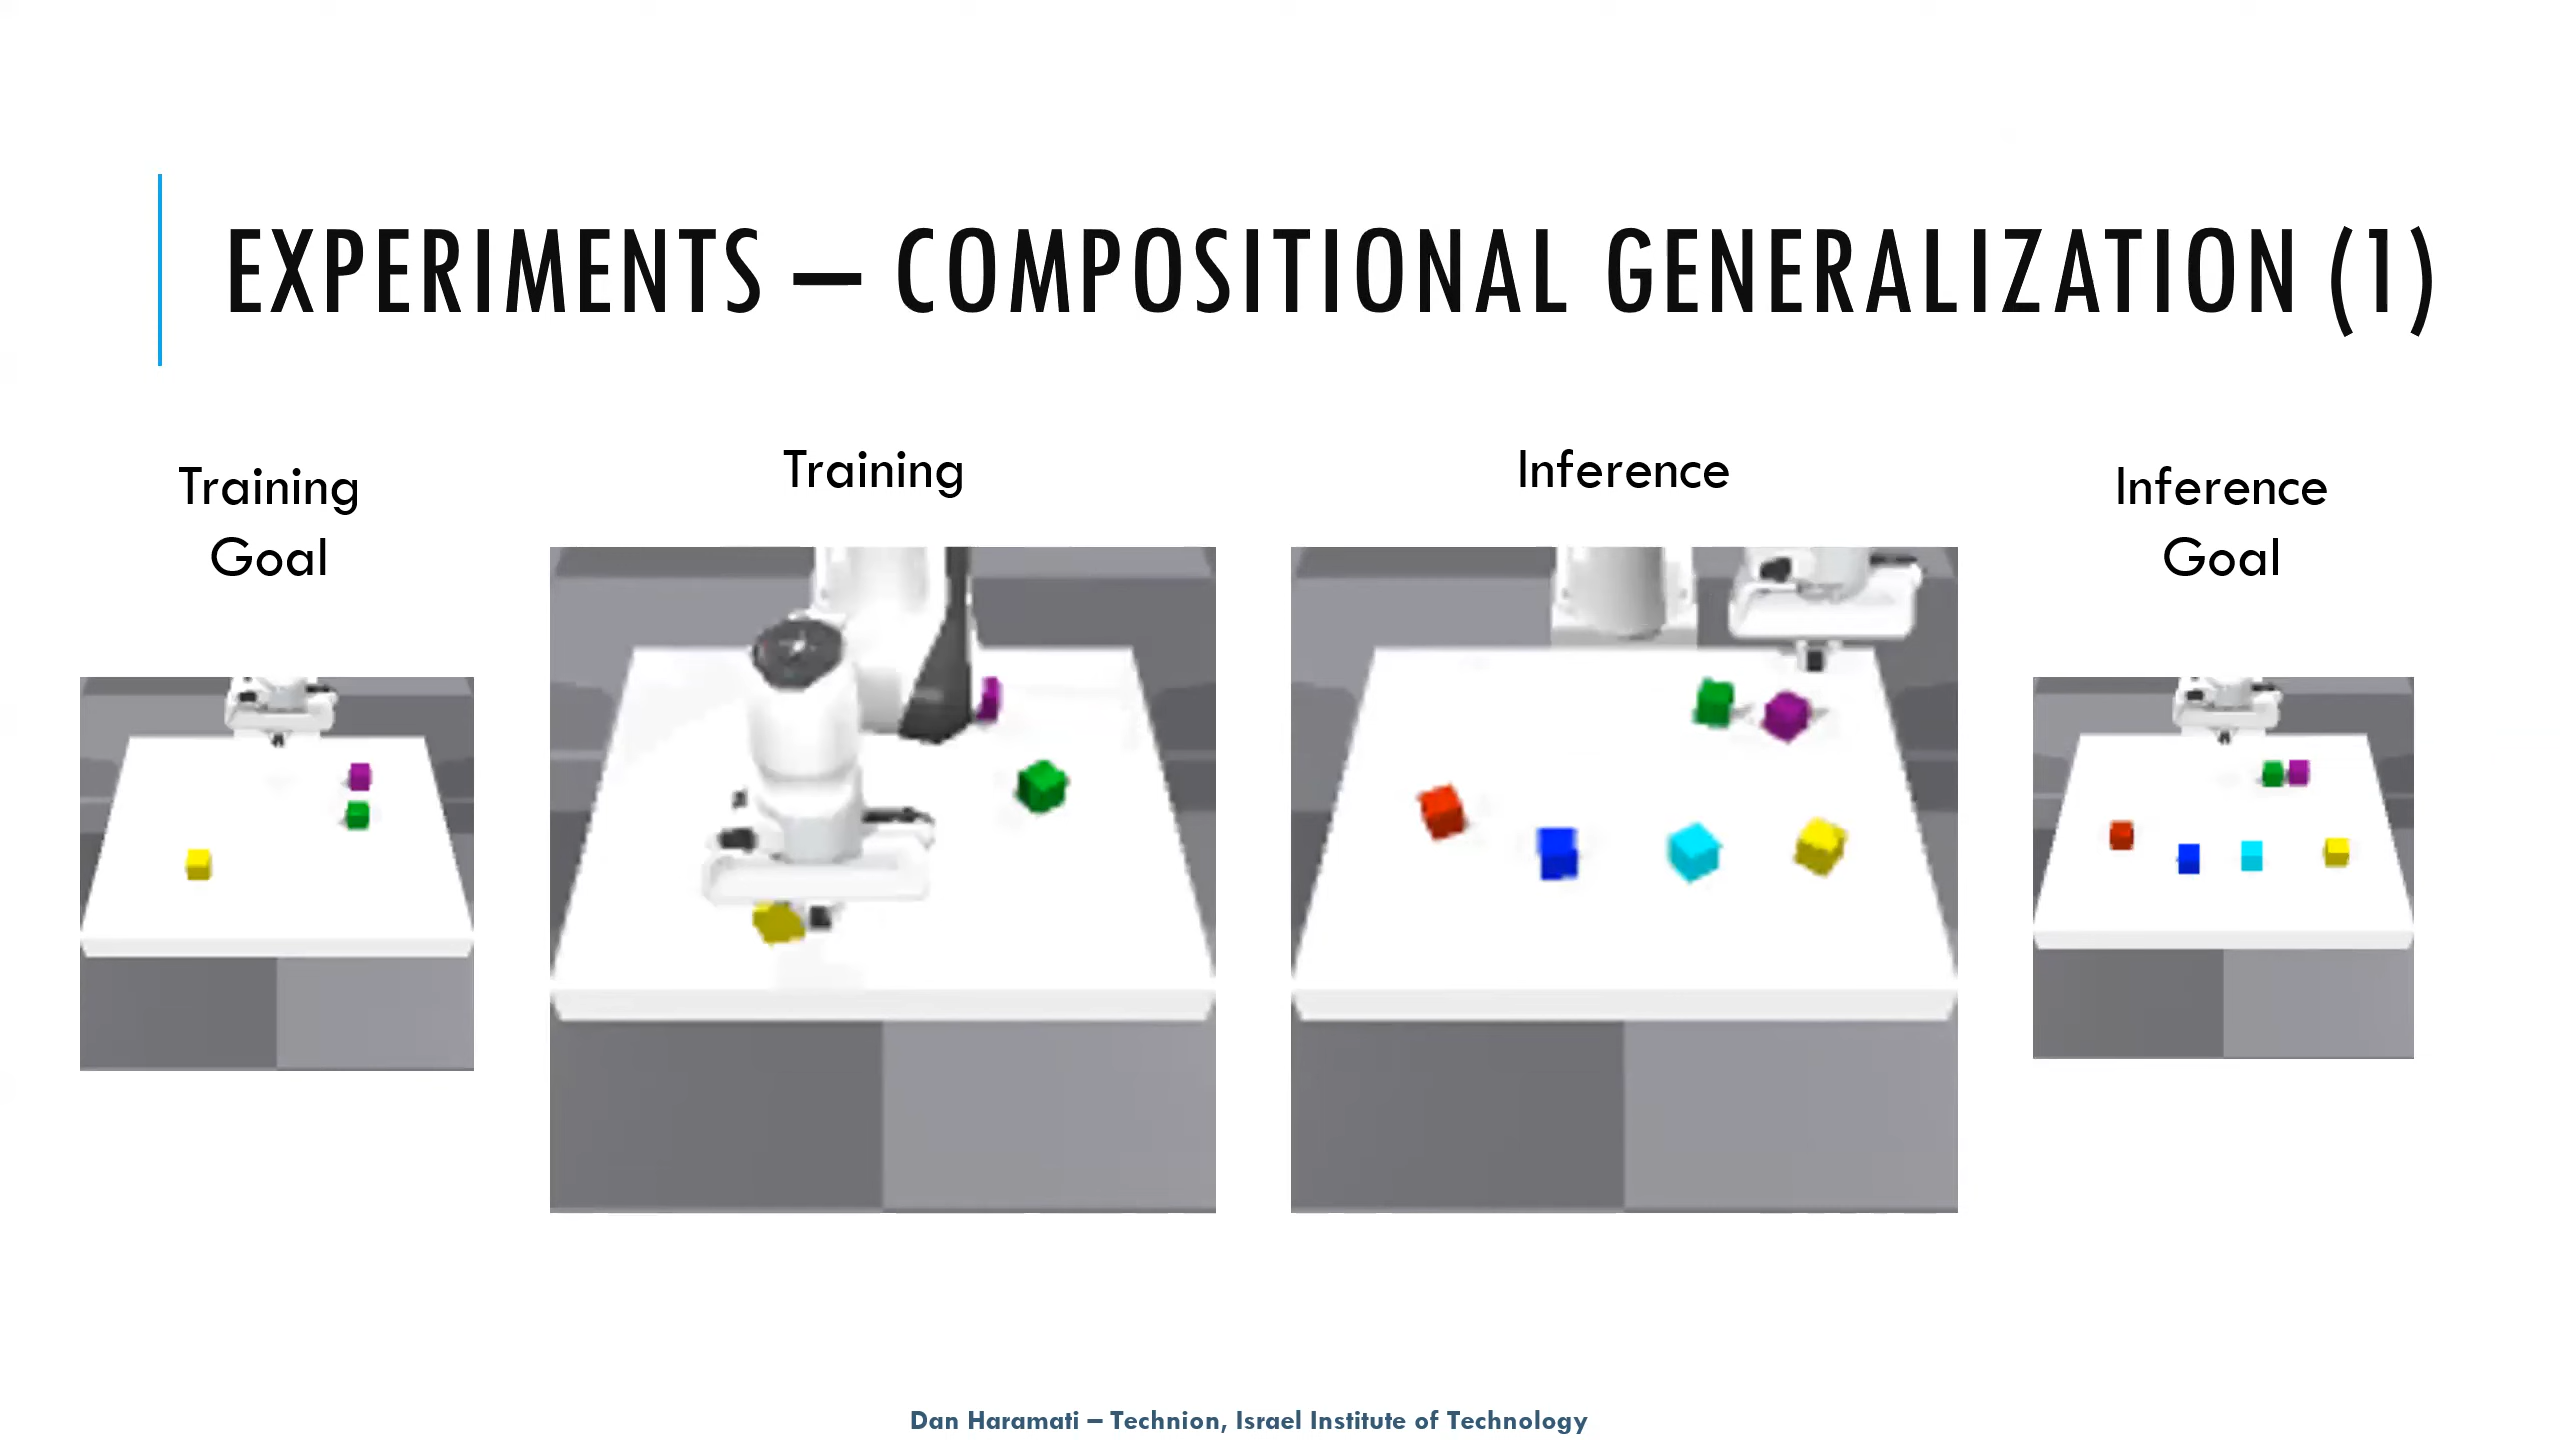 EXPERIMENTS – COMPOSITIONAL GENERALIZATION (1)
Training
Goal
Training
Inference
Inference
Goal
Dan Haramati – Technion, Israel Institute of Technology